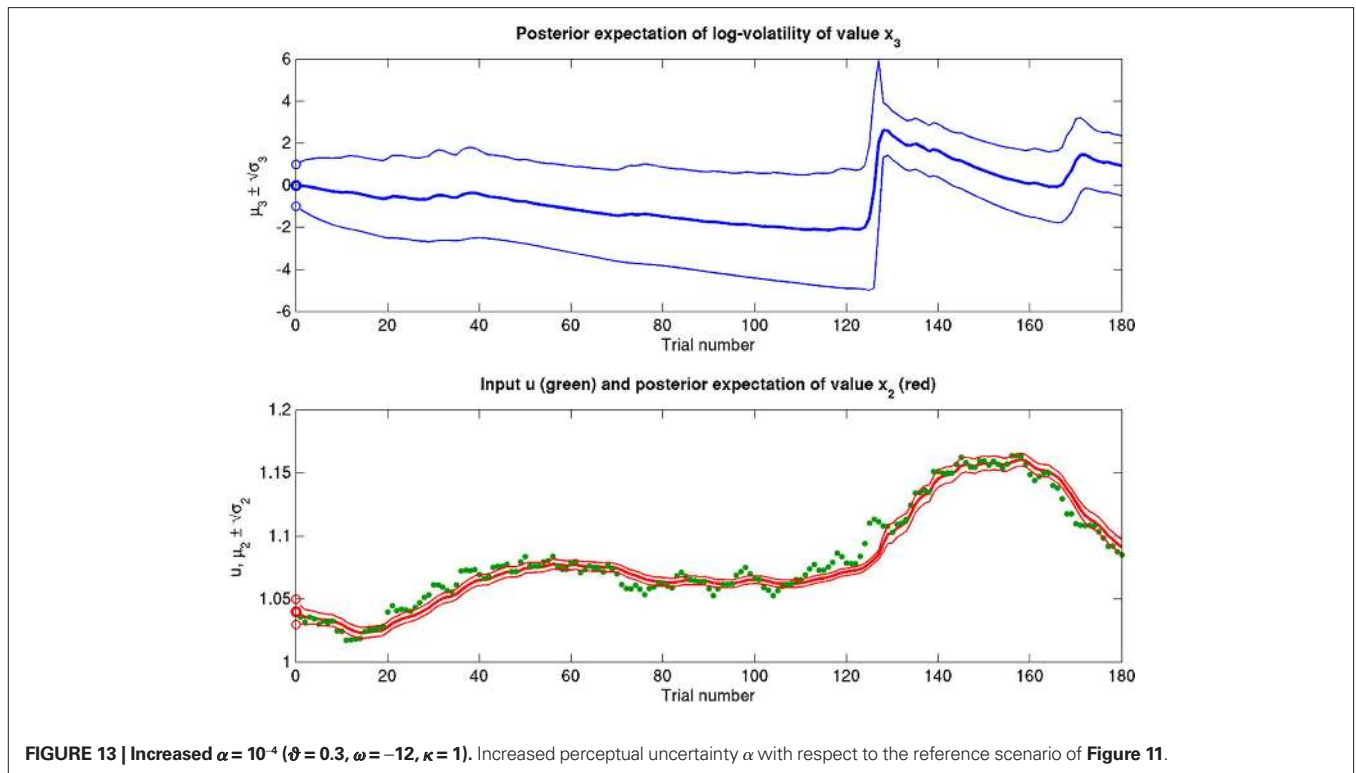 Posterior expectation of log-volatility of value x₃
6
4
2
0
-2
-4
-6
μ₃ ± √σ₃
0 20 40 60 80 100 120 140 160 180
Trial number
Input u (green) and posterior expectation of value x₂ (red)
1.2
1.15
1.1
1.05
1
u, μ₂ ± √σ₂
0 20 40 60 80 100 120 140 160 180
Trial number
FIGURE 13 | Increased α = 10⁻⁴ (ϑ = 0.3, ω = −12, κ = 1). Increased perceptual uncertainty α with respect to the reference scenario of Figure 11.